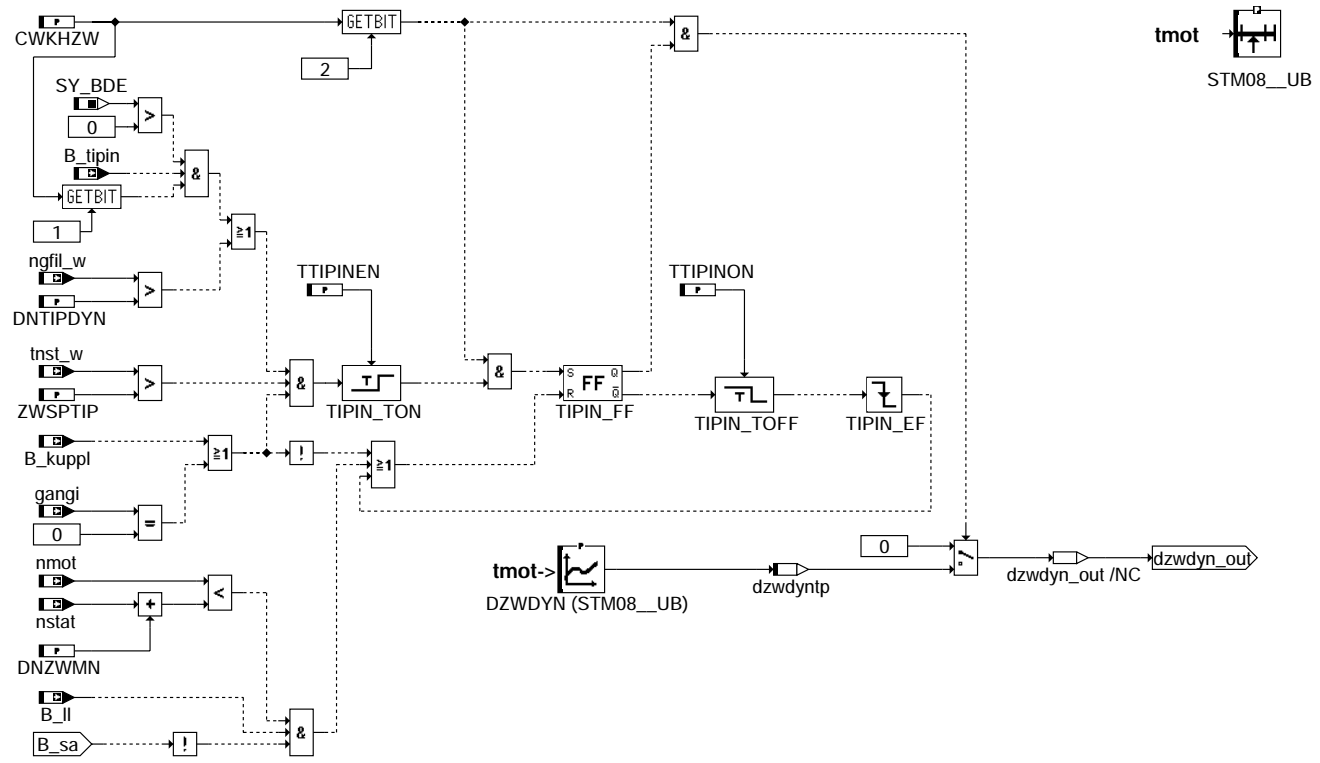 P
CWKHZW
GETBIT
2
&
tmot
P
STM08__UB
SY_BDE
0
>
B_tipin
&
GETBIT
1
≧1
ngfil_w
P
DNTIPDYN
>
TTIPINEN
P
TTIPINON
P
tnst_w
P
ZWSPTIP
>
&
T
TIPIN_TON
&
S Q
FF
R Q̅
TIPIN_FF
T
TIPIN_TOFF
TIPIN_EF
B_kuppl
≧1
!
≧1
gangi
0
=
nmot
nstat
+
<
P
DNZWMN
tmot->
P
DZWDYN (STM08__UB)
dzwdyntp
0
dzwdyn_out /NC
dzwdyn_out
B_ll
B_sa
!
&